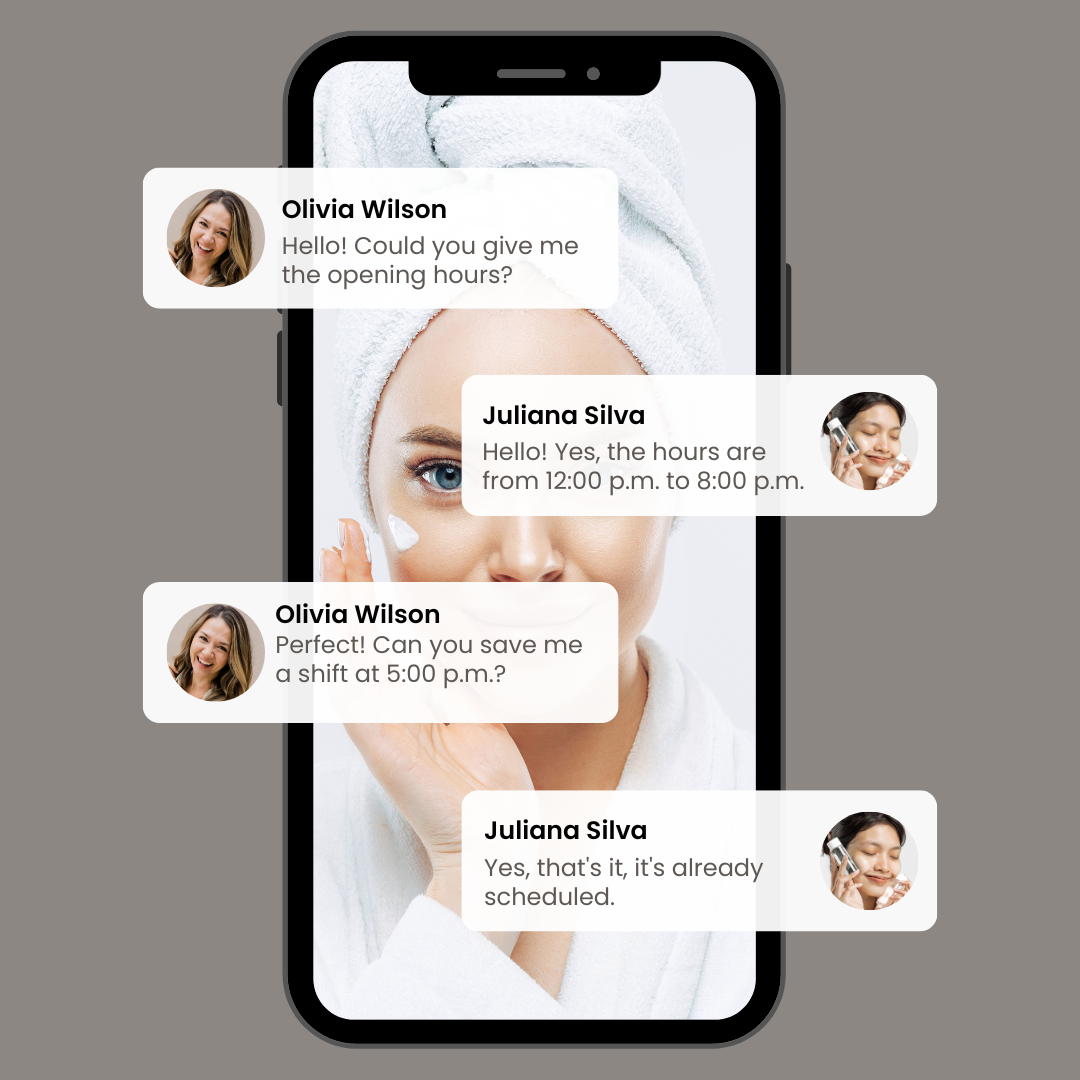 Olivia Wilson
Hello! Could you give me
the opening hours?
Juliana Silva
Hello! Yes, the hours are
from 12:00 p.m. to 8:00 p.m.
Olivia Wilson
Perfect! Can you save me
a shift at 5:00 p.m.?
Juliana Silva
Yes, that's it, it's already
scheduled.